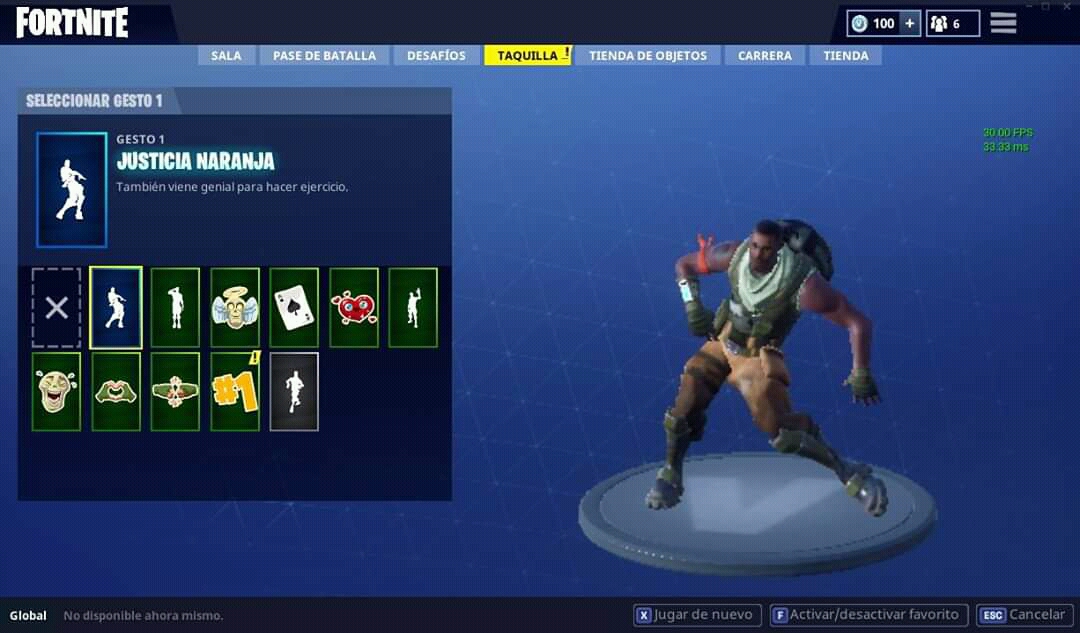 FORTNITE
100 +
6
SALA
PASE DE BATALLA
DESAFÍOS
TAQUILLA !
TIENDA DE OBJETOS
CARRERA
TIENDA
SELECCIONAR GESTO 1
GESTO 1
JUSTICIA NARANJA
También viene genial para hacer ejercicio.
30.00 FPS
33.33 ms
#1
!
Global
No disponible ahora mismo.
X Jugar de nuevo
F Activar/desactivar favorito
ESC Cancelar